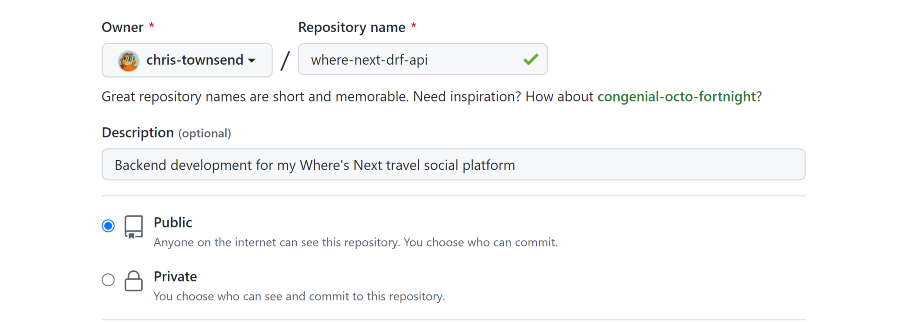 Owner * Repository name *
chris-townsend / where-next-drf-api
Great repository names are short and memorable. Need inspiration? How about congenial-octo-fortnight?
Description (optional)
Backend development for my Where's Next travel social platform
Public
Anyone on the internet can see this repository. You choose who can commit.
Private
You choose who can see and commit to this repository.